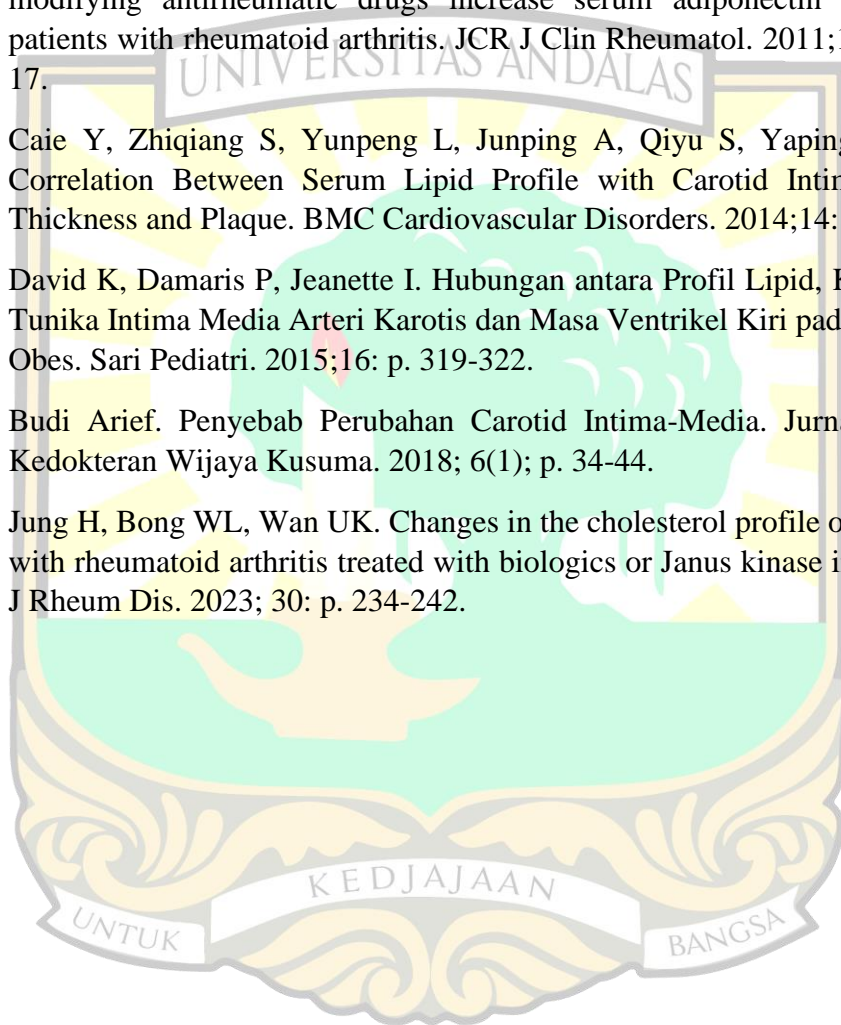 modifying antirheumatic drugs increase serum adiponectin
patients with rheumatoid arthritis. JCR J Clin Rheumatol. 2011;
17.
UNIVERSITAS ANDALAS
Caie Y, Zhiqiang S, Yunpeng L, Junping A, Qiyu S, Yaping
Correlation Between Serum Lipid Profile with Carotid
Thickness and Plaque. BMC Cardiovascular Disorders. 2014;14:
David K, Damaris P, Jeanette I. Hubungan antara Profil Lipid,
Tunika Intima Media Arteri Karotis dan Masa Ventrikel Kiri
Obes. Sari Pediatri. 2015;16: p. 319-322.
Budi Arief. Penyebab Perubahan Carotid Intima-Media.
Kedokteran Wijaya Kusuma. 2018; 6(1); p. 34-44.
Jung H, Bong WL, Wan UK. Changes in the cholesterol profile
with rheumatoid arthritis treated with biologics or Janus kinase
J Rheum Dis. 2023; 30: p. 234-242.
UNTUK KEDJAJAAN BANGSA